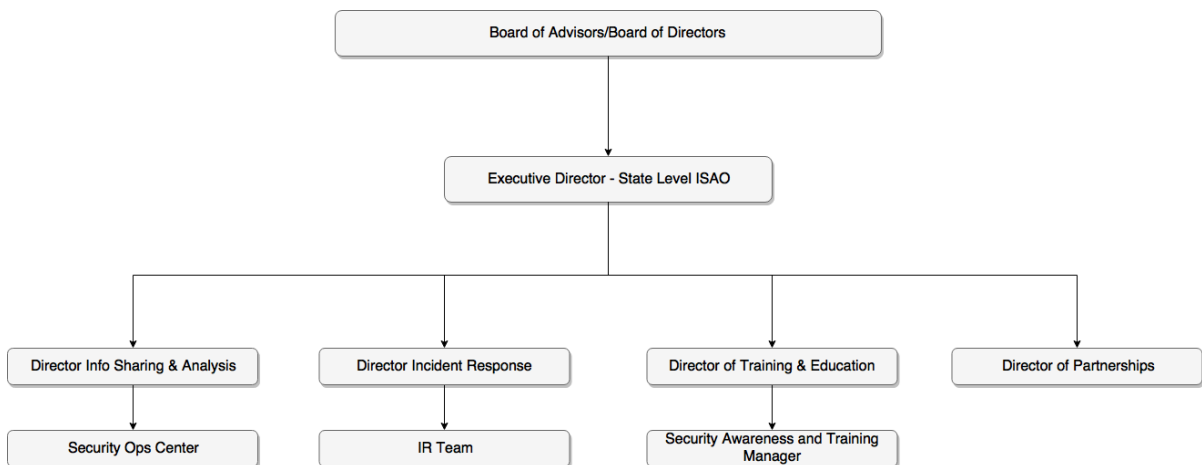 Board of Advisors/Board of Directors
Executive Director - State Level ISAO
Director Info Sharing & Analysis
Director Incident Response
Director of Training & Education
Director of Partnerships
Security Ops Center
IR Team
Security Awareness and Training
Manager